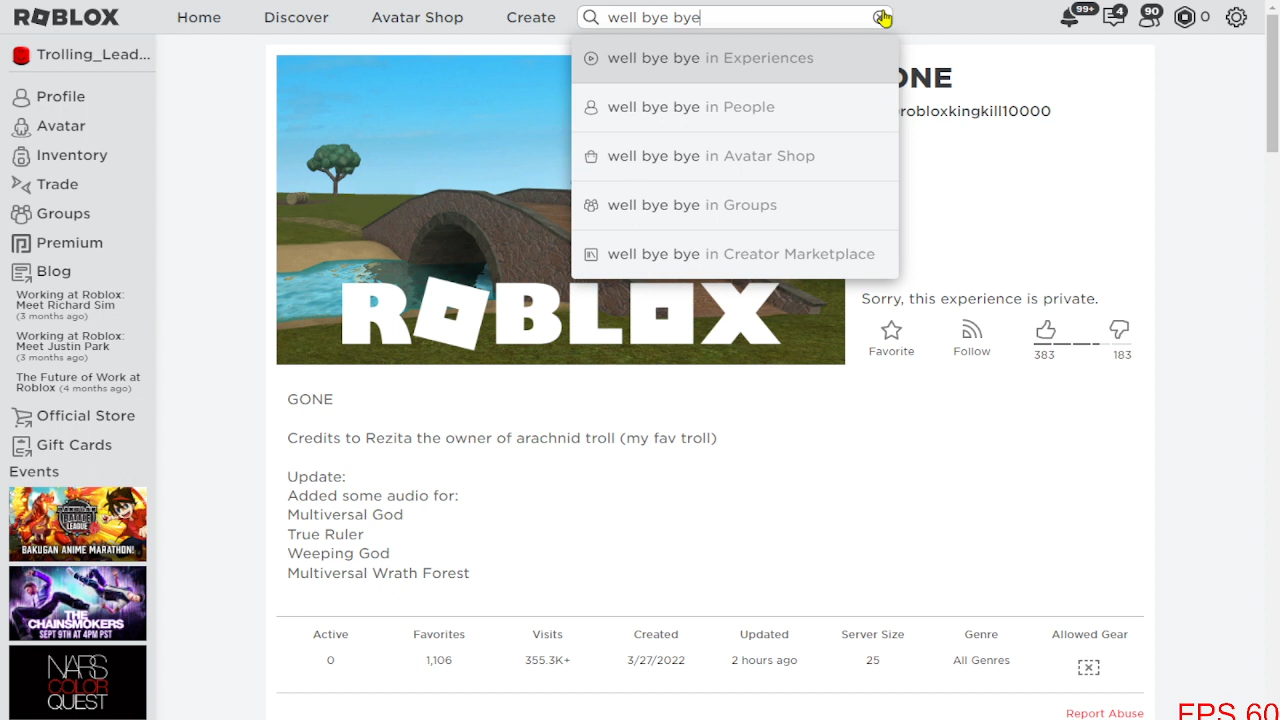 ROBLOX
Home
Discover
Avatar Shop
Create
well bye bye
99+
4
90
0
Trolling_Lead...
Profile
Avatar
Inventory
Trade
Groups
Premium
Blog
Working at Roblox:
Meet Richard Sim
(3 months ago)
Working at Roblox:
Meet Justin Park
(3 months ago)
The Future of Work at
Roblox (4 months ago)
Official Store
Gift Cards
Events
BAKUGAN ANIME MARATHON!
THE
CHAINSMOKERS
SEPT 9TH AT 4PM PST
NARS
COLOR
QUEST
well bye bye in Experiences
well bye bye in People
well bye bye in Avatar Shop
well bye bye in Groups
well bye bye in Creator Marketplace
ROBLOX
ONE
robloxkingkill10000
Sorry, this experience is private.
Favorite
Follow
383
183
GONE
Credits to Rezita the owner of arachnid troll (my fav troll)
Update:
Added some audio for:
Multiversal God
True Ruler
Weeping God
Multiversal Wrath Forest
Active Favorites Visits Created Updated Server Size Genre Allowed Gear
0 1,106 355.3K+ 3/27/2022 2 hours ago 25 All Genres
Report Abuse
FPS 60